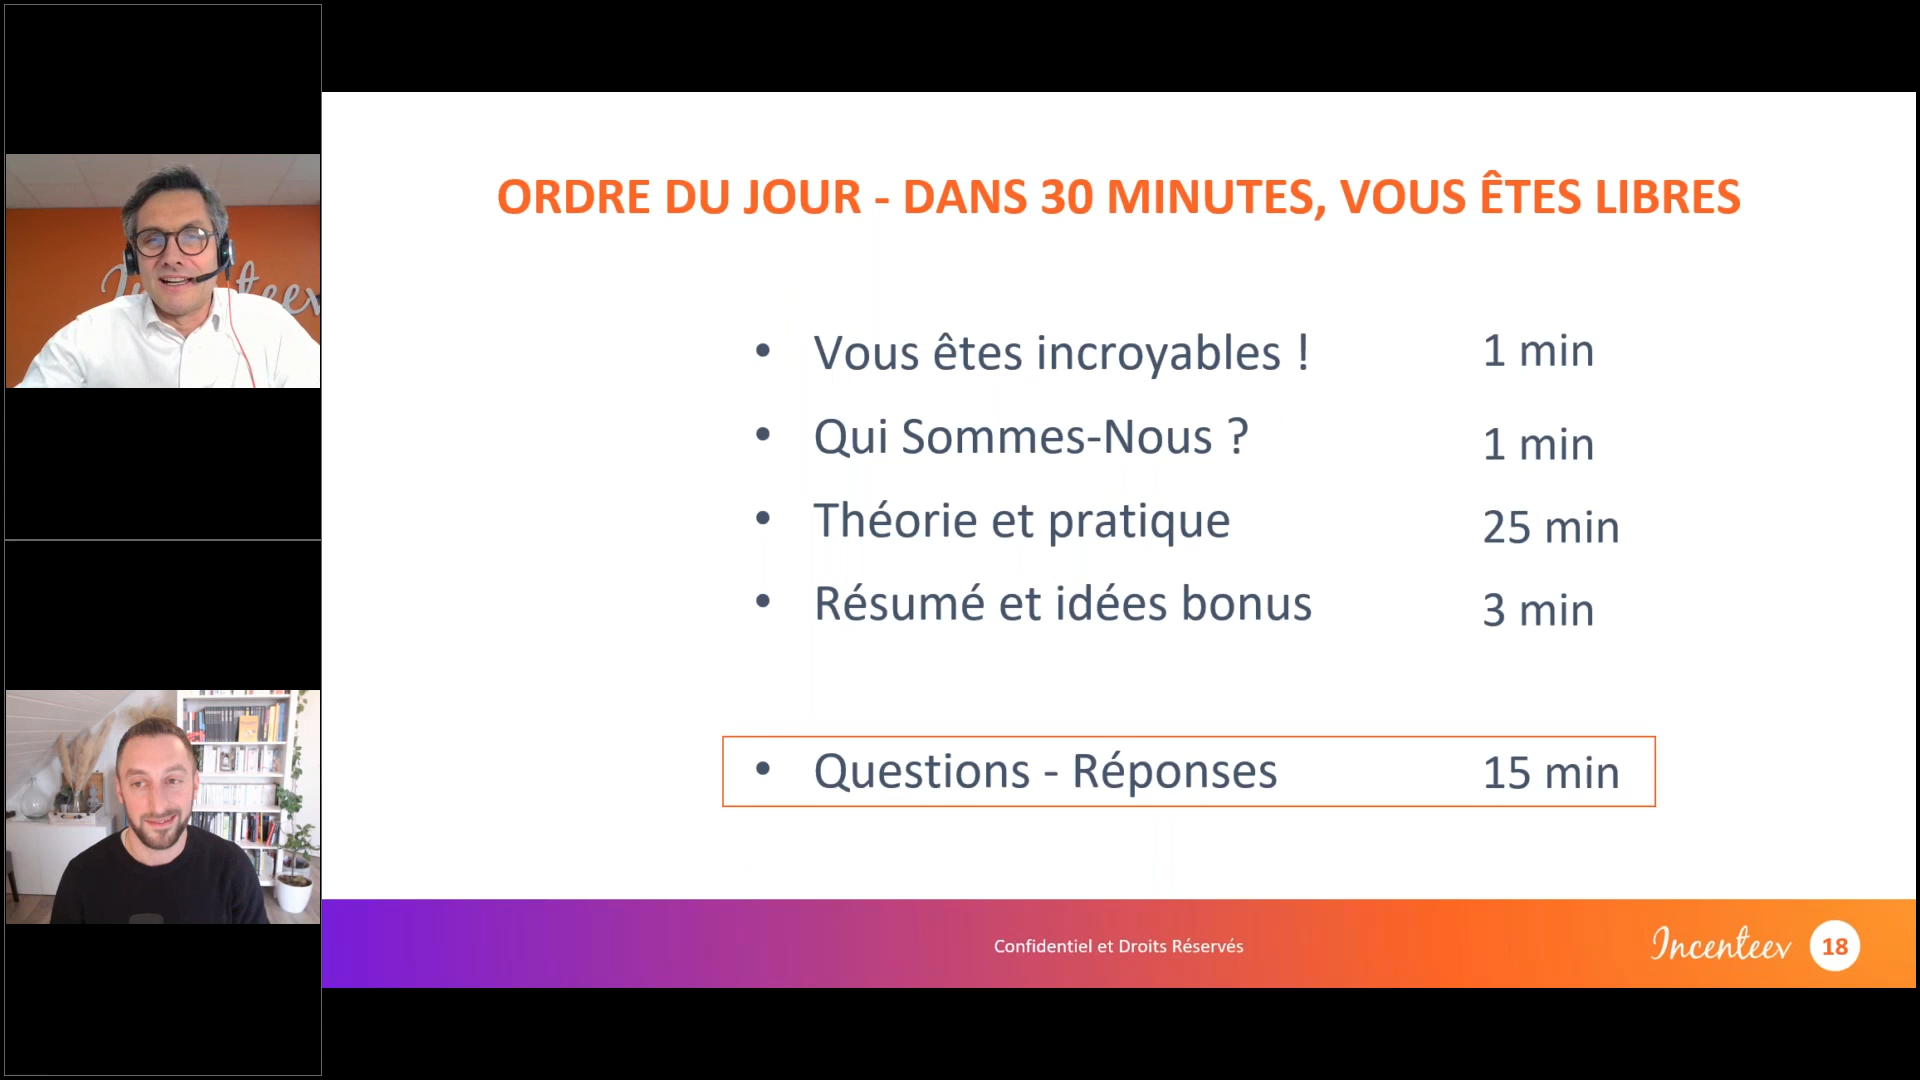 ORDRE DU JOUR - DANS 30 MINUTES, VOUS ÊTES LIBRES
• Vous êtes incroyables ! 1 min
• Qui Sommes-Nous ? 1 min
• Théorie et pratique 25 min
• Résumé et idées bonus 3 min
• Questions - Réponses 15 min
Confidentiel et Droits Réservés
Incenteev 18